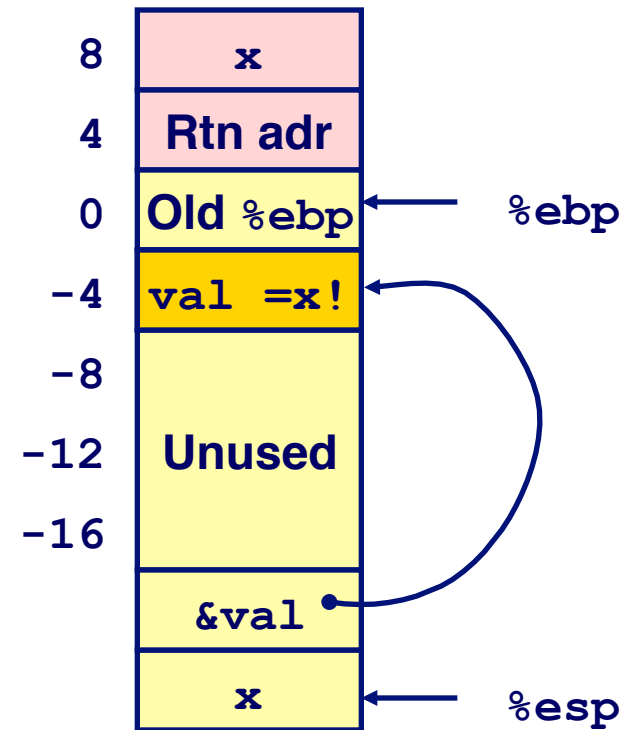 8 x
4 Rtn adr
0 Old %ebp %ebp
-4 val =x!
-8
-12 Unused
-16
&val
x %esp